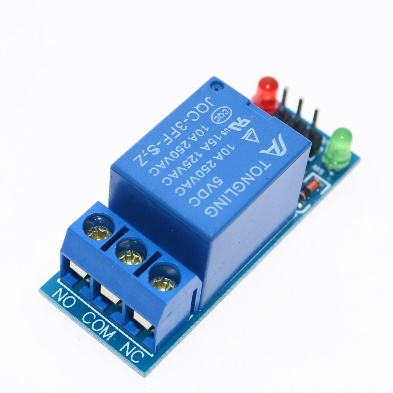 TONGLING
5VDC
10A 250VAC
15A 125VAC
10A 250VAC
JQC-3FF-S-Z
NO COM NC